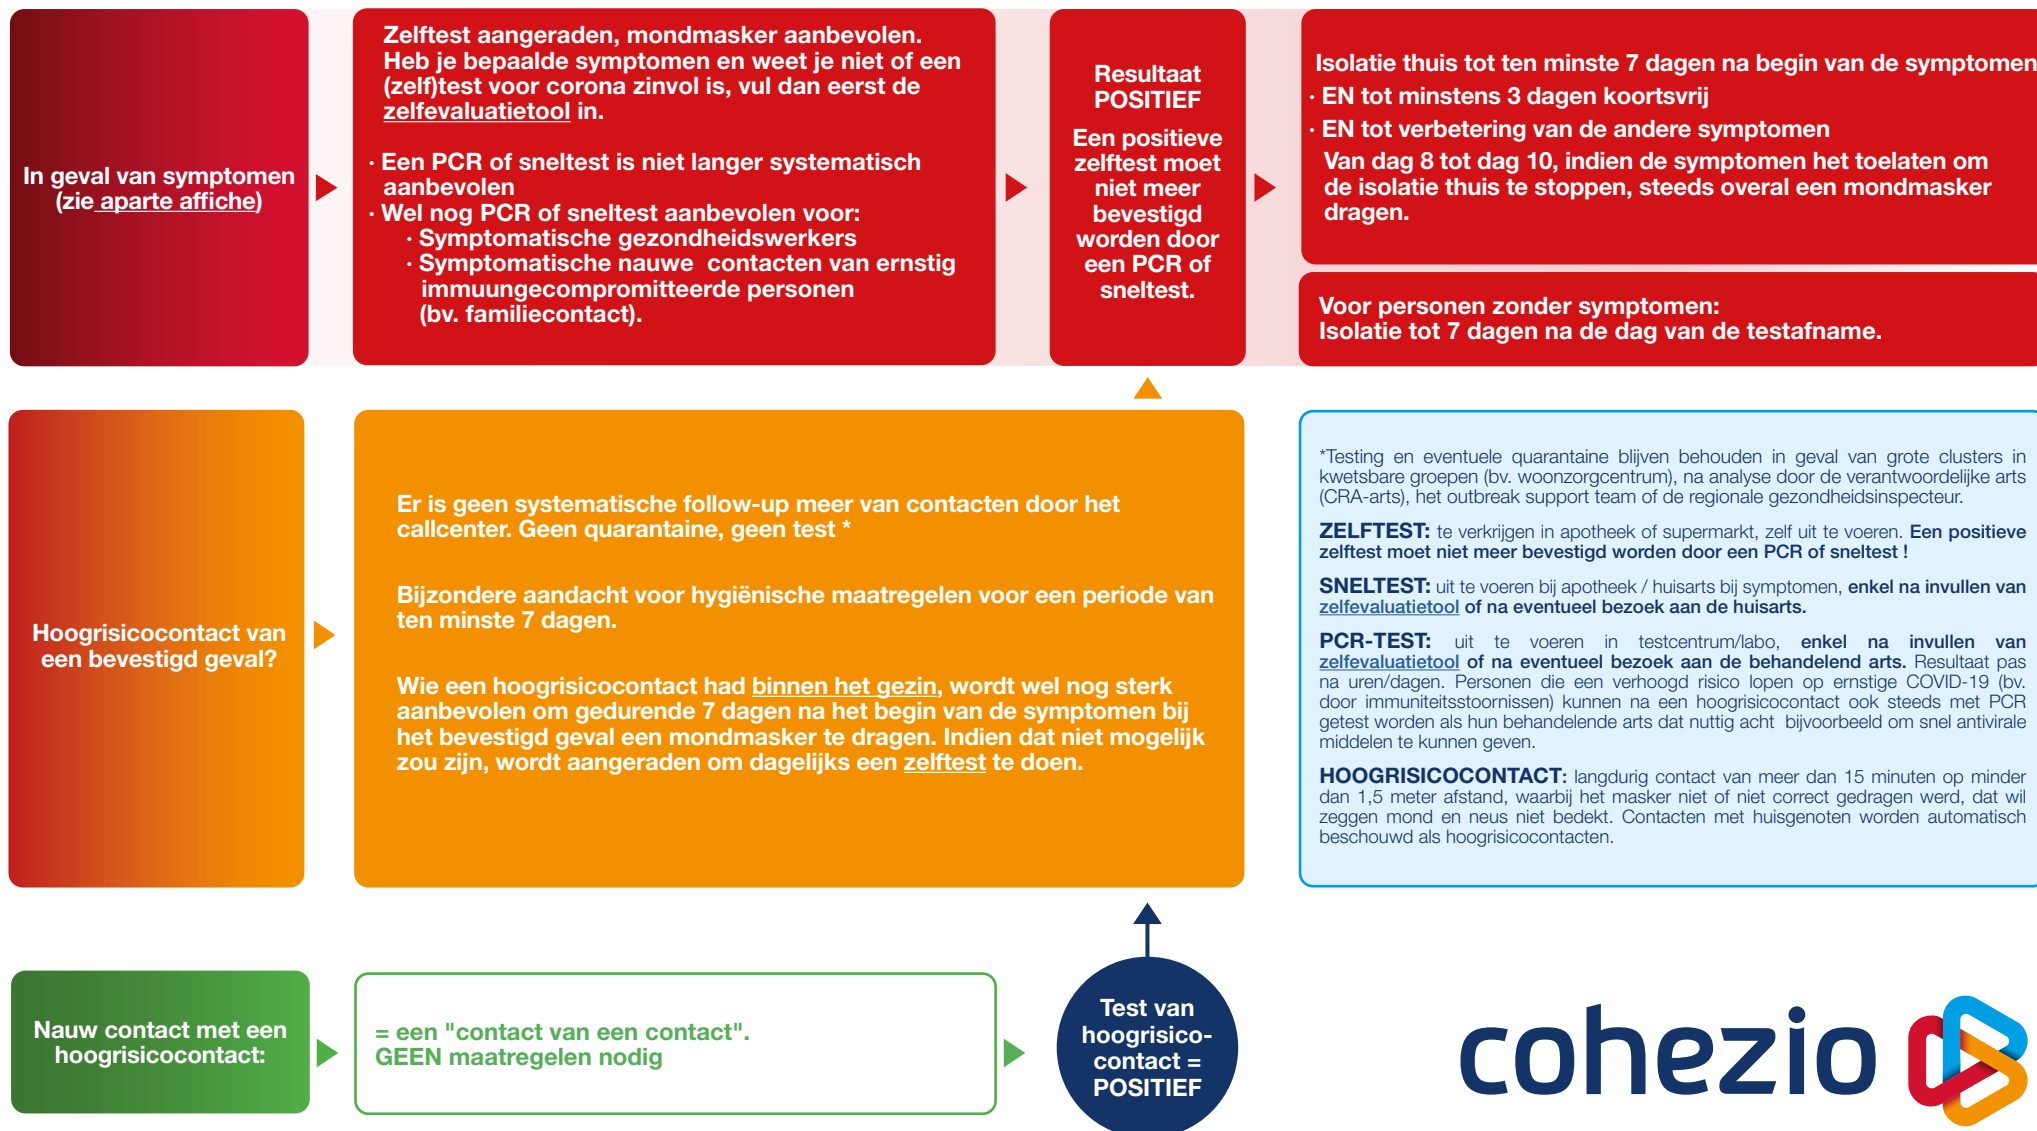 In geval van symptomen
(zie aparte affiche)
Zelftest aangeraden, mondmasker aanbevolen.
Heb je bepaalde symptomen en weet je niet of een
(zelf)test voor corona zinvol is, vul dan eerst de
zelfevaluatietool in.
· Een PCR of sneltest is niet langer systematisch
aanbevolen
· Wel nog PCR of sneltest aanbevolen voor:
· Symptomatische gezondheidswerkers
· Symptomatische nauwe contacten van ernstig
immuungecompromitteerde personen
(bv. familiecontact).
Resultaat
POSITIEF
Een positieve
zelftest moet
niet meer
bevestigd
worden door
een PCR of
sneltest.
Isolatie thuis tot ten minste 7 dagen na begin van de symptomen
· EN tot minstens 3 dagen koortsvrij
· EN tot verbetering van de andere symptomen
Van dag 8 tot dag 10, indien de symptomen het toelaten om
de isolatie thuis te stoppen, steeds overal een mondmasker
dragen.
Voor personen zonder symptomen:
Isolatie tot 7 dagen na de dag van de testafname.
Hoogrisicocontact van
een bevestigd geval?
Er is geen systematische follow-up meer van contacten door het
callcenter. Geen quarantaine, geen test *
Bijzondere aandacht voor hygiënische maatregelen voor een periode van
ten minste 7 dagen.
Wie een hoogrisicocontact had binnen het gezin, wordt wel nog sterk
aanbevolen om gedurende 7 dagen na het begin van de symptomen bij
het bevestigd geval een mondmasker te dragen. Indien dat niet mogelijk
zou zijn, wordt aangeraden om dagelijks een zelftest te doen.
*Testing en eventuele quarantaine blijven behouden in geval van grote clusters in
kwetsbare groepen (bv. woonzorgcentrum), na analyse door de verantwoordelijke arts
(CRA-arts), het outbreak support team of de regionale gezondheidsinspecteur.
ZELFTEST: te verkrijgen in apotheek of supermarkt, zelf uit te voeren. Een positieve
zelftest moet niet meer bevestigd worden door een PCR of sneltest !
SNELTEST: uit te voeren bij apotheek / huisarts bij symptomen, enkel na invullen van
zelfevaluatietool of na eventueel bezoek aan de huisarts.
PCR-TEST: uit te voeren in testcentrum/labo, enkel na invullen van
zelfevaluatietool of na eventueel bezoek aan de behandelend arts. Resultaat pas
na uren/dagen. Personen die een verhoogd risico lopen op ernstige COVID-19 (bv.
door immuniteitsstoornissen) kunnen na een hoogrisicocontact ook steeds met PCR
getest worden als hun behandelende arts dat nuttig acht bijvoorbeeld om snel antivirale
middelen te kunnen geven.
HOOGRISICOCONTACT: langdurig contact van meer dan 15 minuten op minder
dan 1,5 meter afstand, waarbij het masker niet of niet correct gedragen werd, dat wil
zeggen mond en neus niet bedekt. Contacten met huisgenoten worden automatisch
beschouwd als hoogrisicocontacten.
Nauw contact met een
hoogrisicocontact:
= een "contact van een contact".
GEEN maatregelen nodig
Test van
hoogrisico-
contact =
POSITIEF
cohezio